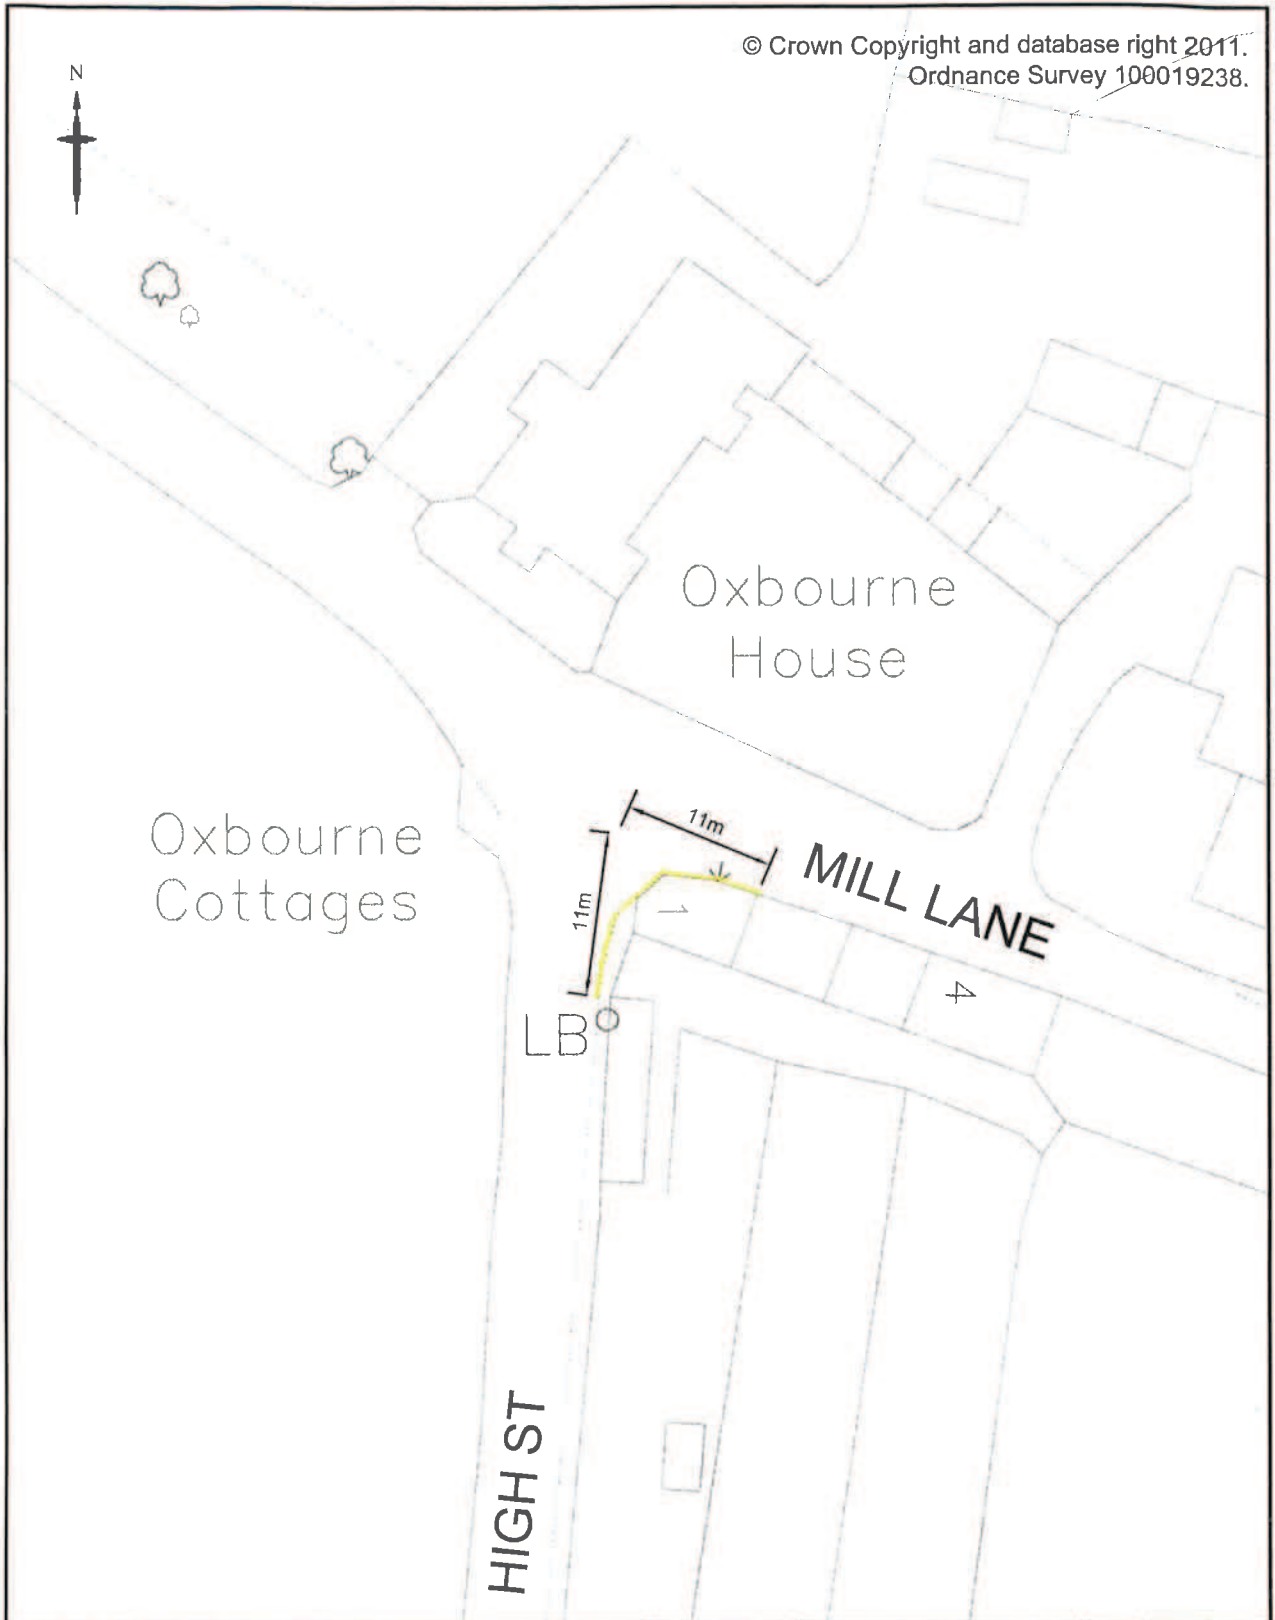 © Crown Copyright and database right 2011.
Ordnance Survey 100019238.
N
Oxbourne
House
11m
Oxbourne
Cottages
11m
MILL LANE
1
4
LB
HIGH ST